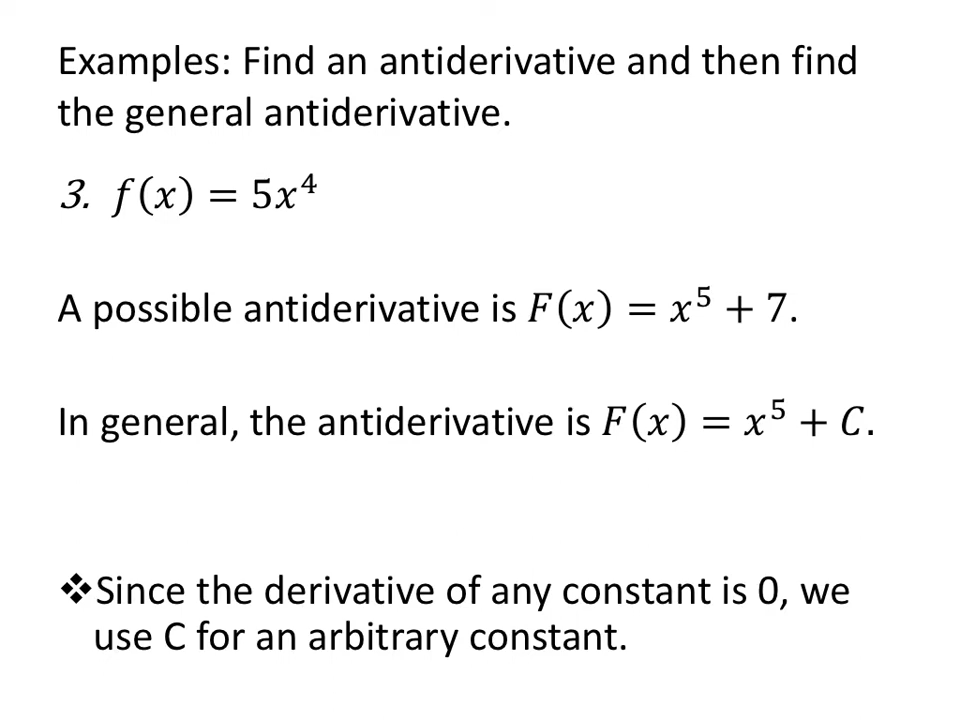 Examples: Find an antiderivative and then find
the general antiderivative.
3. f(x) = 5x⁴
A possible antiderivative is F(x) = x⁵ + 7.
In general, the antiderivative is F(x) = x⁵ + C.
❖Since the derivative of any constant is 0, we
use C for an arbitrary constant.